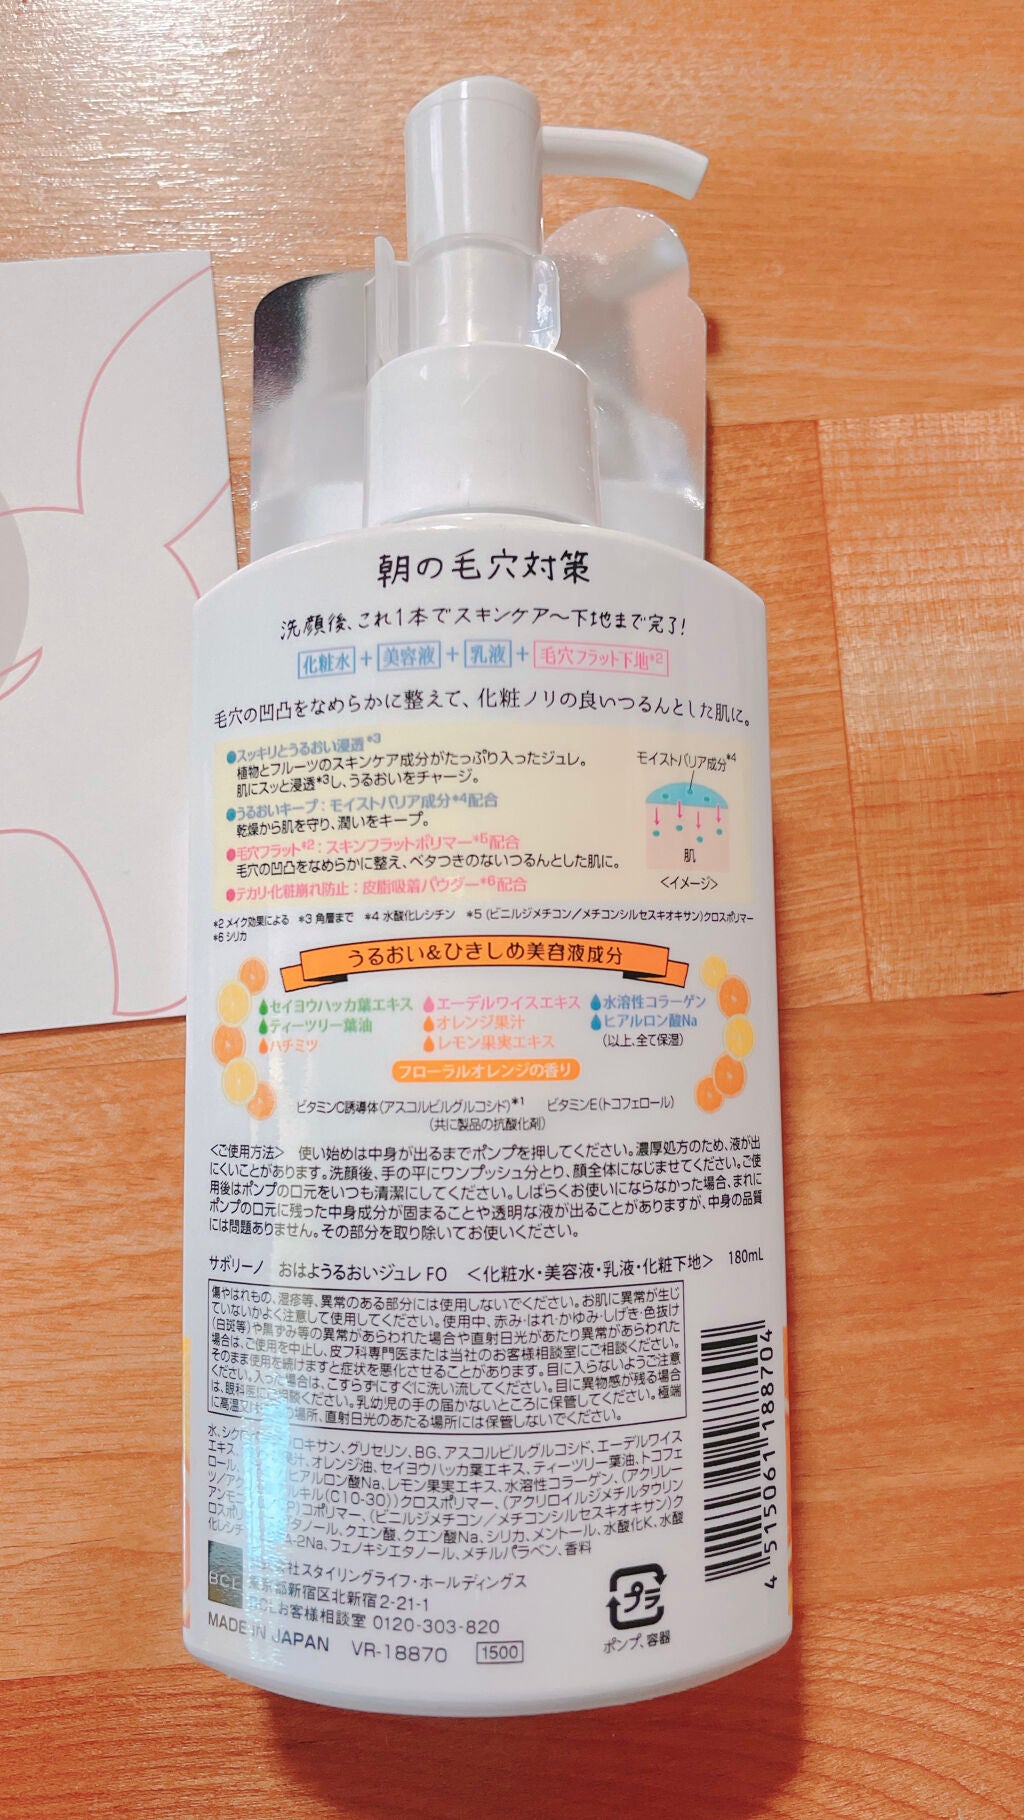 朝の毛穴対策
洗顔後、これ1本でスキンケア〜下地まで完了!
化粧水 + 美容液 + 乳液 + 毛穴フラット下地*2
毛穴の凹凸をなめらかに整えて、化粧ノリの良いつるんとした肌に。
●スッキリとうるおい浸透*3
植物とフルーツのスキンケア成分がたっぷり入ったジュレ。
肌にスッと浸透*3し、うるおいをチャージ。
●うるおいキープ:モイストバリア成分*4配合
乾燥から肌を守り、潤いをキープ。
●毛穴フラット*2:スキンフラットポリマー*5配合
毛穴の凹凸をなめらかに整え、ベタつきのないつるんとした肌に。
●テカリ・化粧崩れ防止:皮脂吸着パウダー*6配合
モイストバリア成分*4
肌
<イメージ>
*2 メイク効果による *3 角層まで *4 水酸化レシチン *5 (ビニルジメチコン/メチコンシルセスキオキサン)クロスポリマー
*6 シリカ
うるおい&ひきしめ美容液成分
セイヨウハッカ葉エキス エーデルワイスエキス 水溶性コラーゲン
ティーツリー葉油 オレンジ果汁 ヒアルロン酸Na
ハチミツ レモン果実エキス (以上、全て保湿)
フローラルオレンジの香り
ビタミンC誘導体(アスコルビルグルコシド)*1 ビタミンE(トコフェロール)
(共に製品の抗酸化剤)
<ご使用方法> 使い始めは中身が出るまでポンプを押してください。濃厚処方のため、液が出
にくいことがあります。洗顔後、手の平にワンプッシュ分とり、顔全体になじませてください。ご使
用後はポンプの口元をいつも清潔にしてください。しばらくお使いにならなかった場合、まれに
ポンプの口元に残った中身成分が固まることや透明な液が出ることがありますが、中身の品質
には問題ありません。その部分を取り除いてお使いください。
サボリーノ おはようるおいジュレ FO <化粧水・美容液・乳液・化粧下地> 180mL
傷やはれもの、湿疹等、異常のある部分には使用しないでください。お肌に異常が生じ
ていないかよく注意して使用してください。使用中、赤み・はれ・かゆみ・しげき・色抜け
(白斑等)や黒ずみ等の異常があらわれた場合や直射日光があたり異常があらわれた
場合は、ご使用を中止し、皮フ科専門医または当社のお客様相談室にご相談ください。
そのまま使用を続けますと症状を悪化させることがあります。目に入らないようご注意
ください。入った場合は、こすらずにすぐに洗い流してください。目に異物感が残る場合
は、眼科医にご相談ください。乳幼児の手の届かないところに保管してください。極端
に高温又は の場所、直射日光のあたる場所には保管しないでください。
水、シクロ ロキサン、グリセリン、BG、アスコルビルグルコシド、エーデルワイス
エキス、 汁、オレンジ油、セイヨウハッカ葉エキス、ティーツリー葉油、トコフェ
ロール、 ヒアルロン酸Na、レモン果実エキス、水溶性コラーゲン、(アクリレー
ツ/アク ルキル(C10-30))クロスポリマー、(アクリロイルジメチルタウリン
アンモニ P)コポリマー、(ビニルジメチコン/メチコンシルセスキオキサン)ク
ロスポリ タノール、クエン酸、クエン酸Na、シリカ、メントール、水酸化K、水酸
化レシチ A-2Na、フェノキシエタノール、メチルパラベン、香料
BCL 社スタイリングライフ・ホールディングス
都新宿区北新宿2-21-1
BCLお客様相談室 0120-303-820
MADE IN JAPAN VR-18870 1500
プラ
ポンプ、容器
4 515061 188704